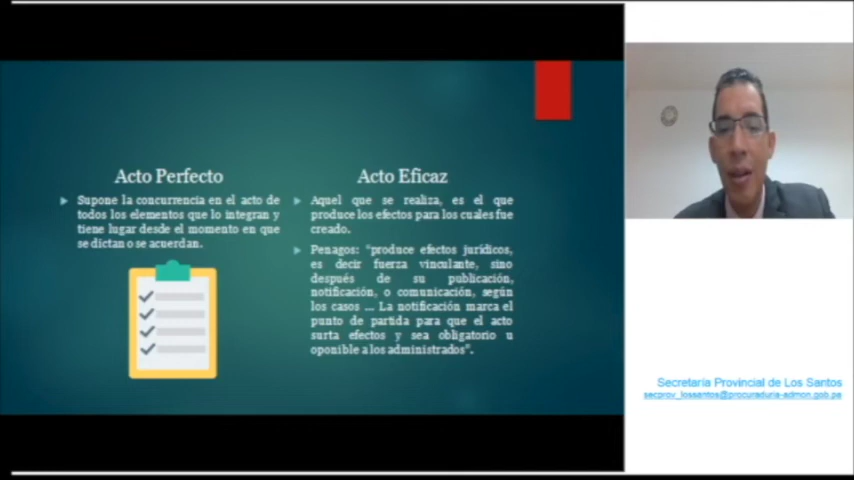 Acto Perfecto
Supone la concurrencia en el acto de
todos los elementos que lo integran y
tiene lugar desde el momento en que
se dictan o se acuerdan.
Acto Eficaz
Aquel que se realiza, es el que
produce los efectos para los cuales fue
creado.
Penagos: "produce efectos jurídicos,
es decir fuerza vinculante, sino
después de su publicación,
notificación, o comunicación, según
los casos ... La notificación marca el
punto de partida para que el acto
surta efectos y sea obligatorio u
oponible a los administrados".
Secretaría Provincial de Los Santos
secprov_lossantos@procuraduria-admon.gob.pa